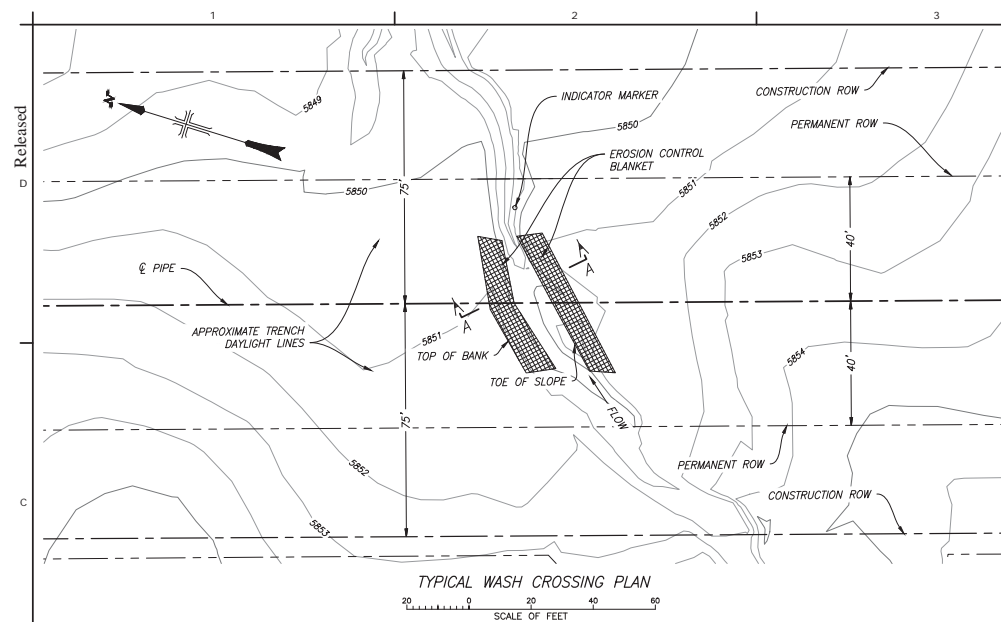 1
2
3
Released
D
C
N
5849
5850
75'
INDICATOR MARKER
5850
CONSTRUCTION ROW
PERMANENT ROW
EROSION CONTROL
BLANKET
5851
5852
5853
40'
℄ PIPE
A
A
APPROXIMATE TRENCH
DAYLIGHT LINES
5851
TOP OF BANK
TOE OF SLOPE
FLOW
5854
40'
75'
5852
5853
PERMANENT ROW
CONSTRUCTION ROW
TYPICAL WASH CROSSING PLAN
20 0 20 40 60
SCALE OF FEET